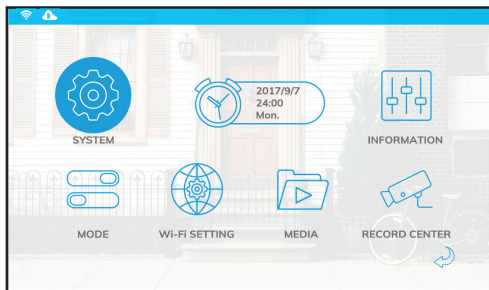 2017/9/7
24:00
Mon.
SYSTEM
INFORMATION
MODE
Wi-Fi SETTING
MEDIA
RECORD CENTER